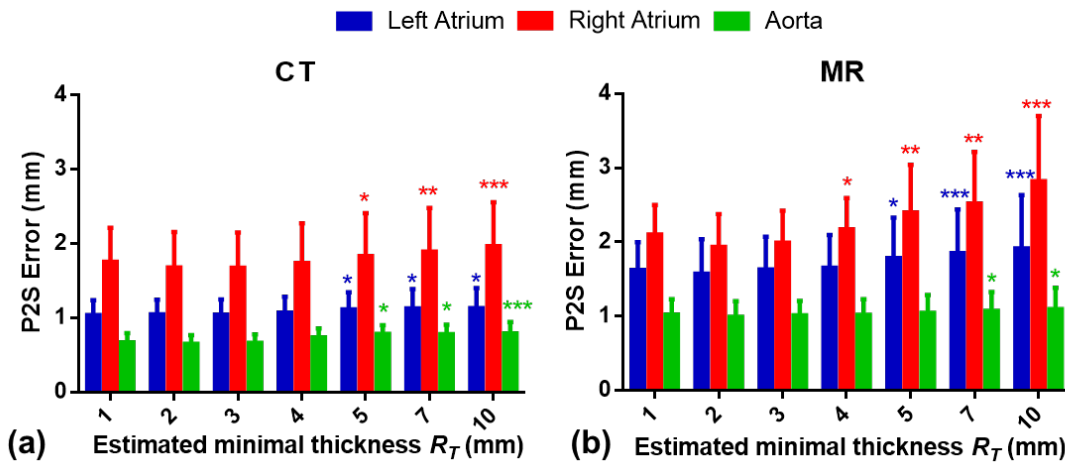 Left Atrium Right Atrium Aorta
CT
P2S Error (mm)
4
3
2
1
0
* ** ***
* * *
* * ***
1 2 3 4 5 7 10
(a) Estimated minimal thickness R_T (mm)
MR
P2S Error (mm)
4
3
2
1
0
* ** ** ***
* *** ***
* *
1 2 3 4 5 7 10
(b) Estimated minimal thickness R_T (mm)